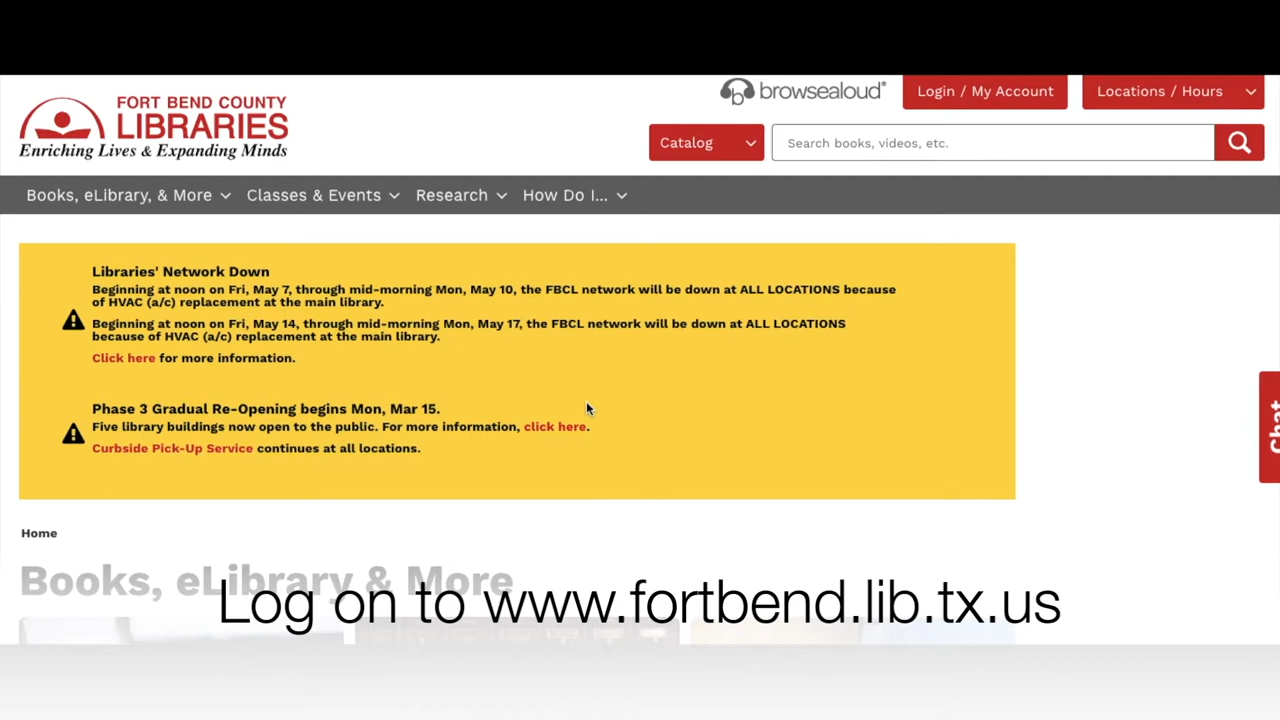 browsealoud
Login / My Account
Locations / Hours
FORT BEND COUNTY
LIBRARIES
Enriching Lives & Expanding Minds
Catalog
Search books, videos, etc.
Books, eLibrary, & More
Classes & Events
Research
How Do I...
Libraries' Network Down
Beginning at noon on Fri, May 7, through mid-morning Mon, May 10, the FBCL network will be down at ALL LOCATIONS because
of HVAC (a/c) replacement at the main library.
Beginning at noon on Fri, May 14, through mid-morning Mon, May 17, the FBCL network will be down at ALL LOCATIONS
because of HVAC (a/c) replacement at the main library.
Click here for more information.
Phase 3 Gradual Re-Opening begins Mon, Mar 15.
Five library buildings now open to the public. For more information, click here.
Curbside Pick-Up Service continues at all locations.
Chat
Home
Books, eLibrary & More
Log on to www.fortbend.lib.tx.us